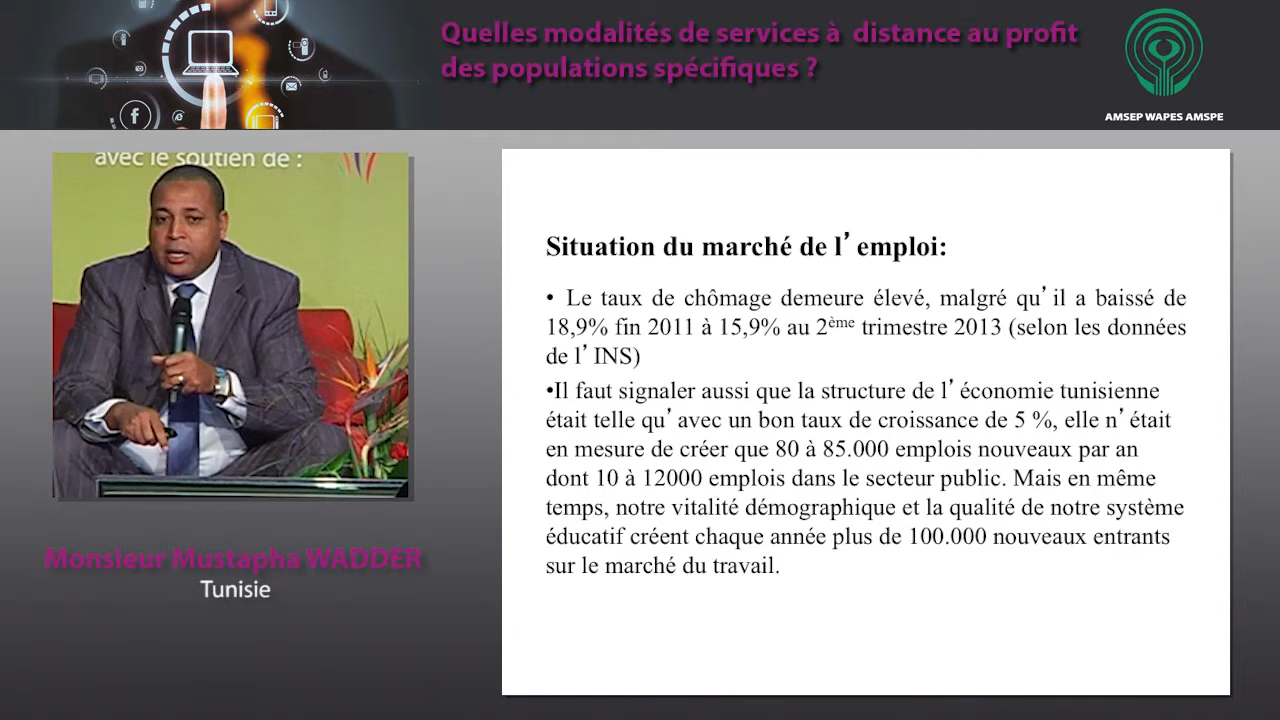 Quelles modalités de services à distance au profit
des populations spécifiques ?
AMSEP WAPES AMSPE
avec le soutien de :
Monsieur Mustapha WADDER
Tunisie
Situation du marché de l’ emploi:
• Le taux de chômage demeure élevé, malgré qu’ il a baissé de
18,9% fin 2011 à 15,9% au 2ème trimestre 2013 (selon les données
de l’ INS)
•Il faut signaler aussi que la structure de l’ économie tunisienne
était telle qu’ avec un bon taux de croissance de 5 %, elle n’ était
en mesure de créer que 80 à 85.000 emplois nouveaux par an
dont 10 à 12000 emplois dans le secteur public. Mais en même
temps, notre vitalité démographique et la qualité de notre système
éducatif créent chaque année plus de 100.000 nouveaux entrants
sur le marché du travail.